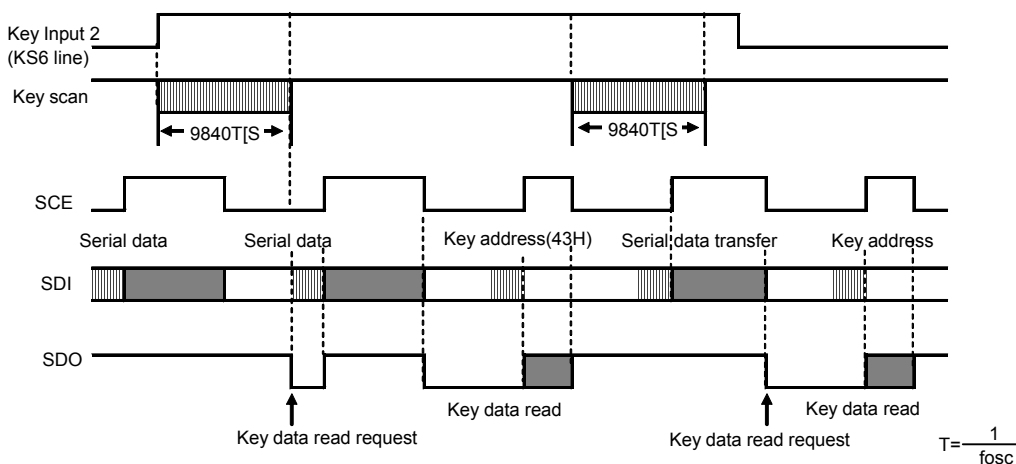 Key Input 2
(KS6 line)
Key scan
9840T[S
9840T[S
SCE
Serial data
Serial data
Key address(43H)
Serial data transfer
Key address
SDI
SDO
Key data read
Key data read
Key data read request
Key data read request
T= 1
fosc